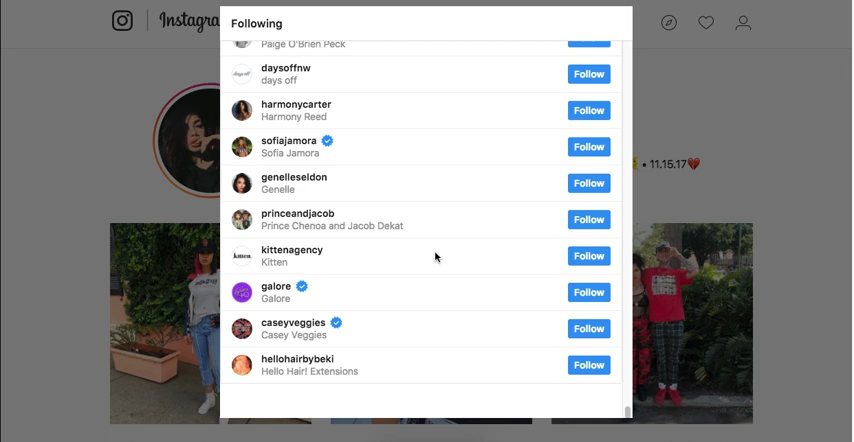 Instagra
Following
Paige O'Brien Peck
daysoffnw
days off
Follow
harmonycarter
Harmony Reed
Follow
sofiajamora
Sofia Jamora
Follow
• 11.15.17
genelleseldon
Genelle
Follow
princeandjacob
Prince Chenoa and Jacob Dekat
Follow
kittenagency
Kitten
Follow
galore
Galore
Follow
caseyveggies
Casey Veggies
Follow
hellohairbybeki
Hello Hair! Extensions
Follow